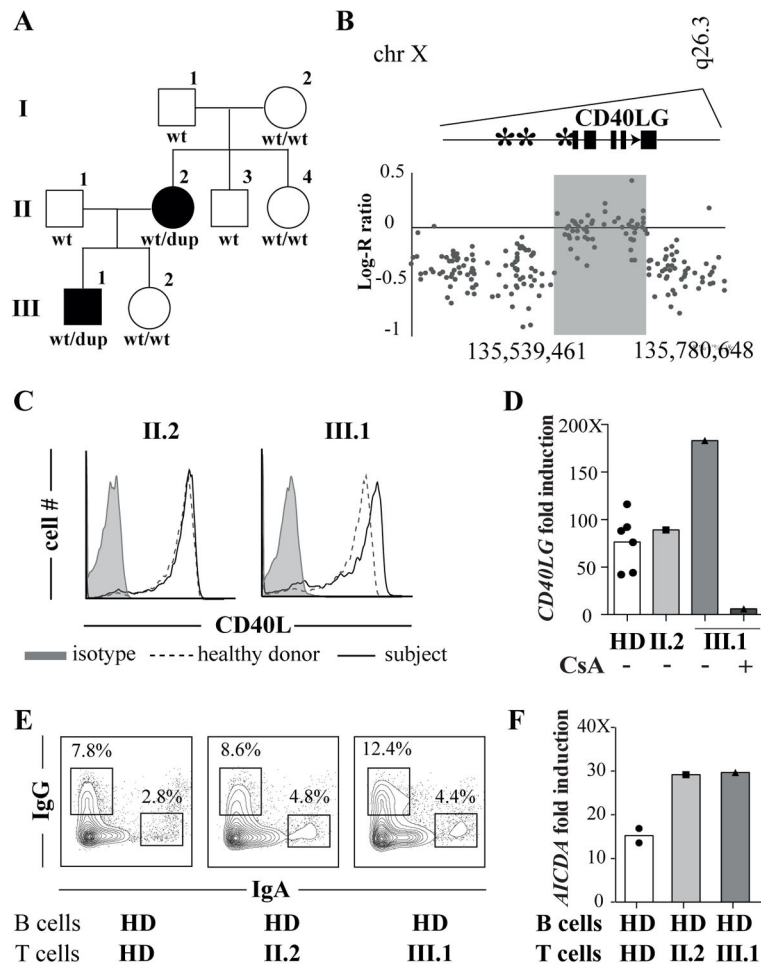 A
B
chr X
q26.3
CD40LG
* * *
I
1
2
wt
wt/wt
II
1
2
3
4
wt
wt/dup
wt
wt/wt
III
1
2
wt/dup
wt/wt
Log-R ratio
0.5
0
-0.5
-1
135,539,461
135,780,648
C
II.2
III.1
cell #
CD40L
isotype
healthy donor
subject
D
CD40LG fold induction
200X
150
100
50
0
HD II.2 III.1
CsA - - - +
E
7.8%
2.8%
8.6%
4.8%
12.4%
4.4%
IgG
IgA
B cells HD HD HD
T cells HD II.2 III.1
F
AICDA fold induction
40X
30
20
10
0
B cells HD HD HD
T cells HD II.2 III.1